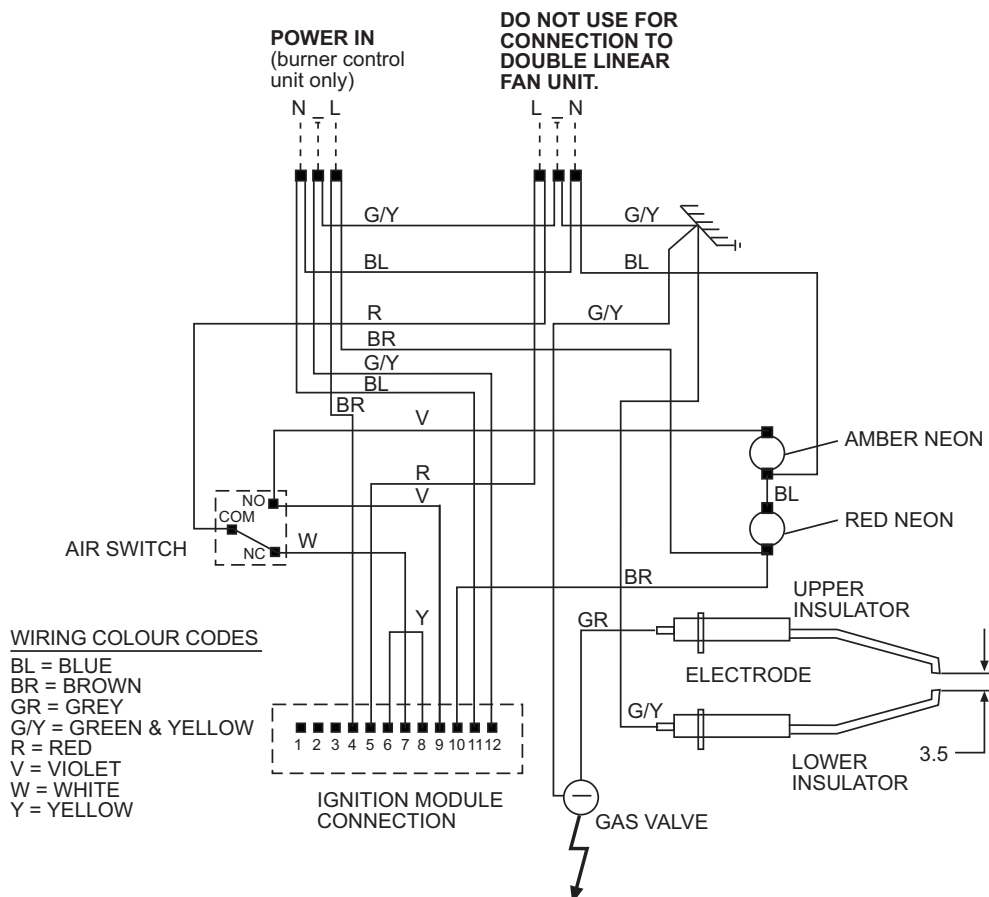 POWER IN
(burner control
unit only)
DO NOT USE FOR
CONNECTION TO
DOUBLE LINEAR
FAN UNIT.
N L
L N
G/Y
G/Y
BL
BL
R
G/Y
BR
G/Y
BL
BR
V
AMBER NEON
R
BL
V
NO
COM
NC
RED NEON
AIR SWITCH
W
BR
UPPER
INSULATOR
Y
GR
ELECTRODE
WIRING COLOUR CODES
BL = BLUE
BR = BROWN
GR = GREY
G/Y = GREEN & YELLOW
R = RED
V = VIOLET
W = WHITE
Y = YELLOW
G/Y
1 2 3 4 5 6 7 8 9 10 11 12
LOWER
INSULATOR
3.5
IGNITION MODULE
CONNECTION
GAS VALVE